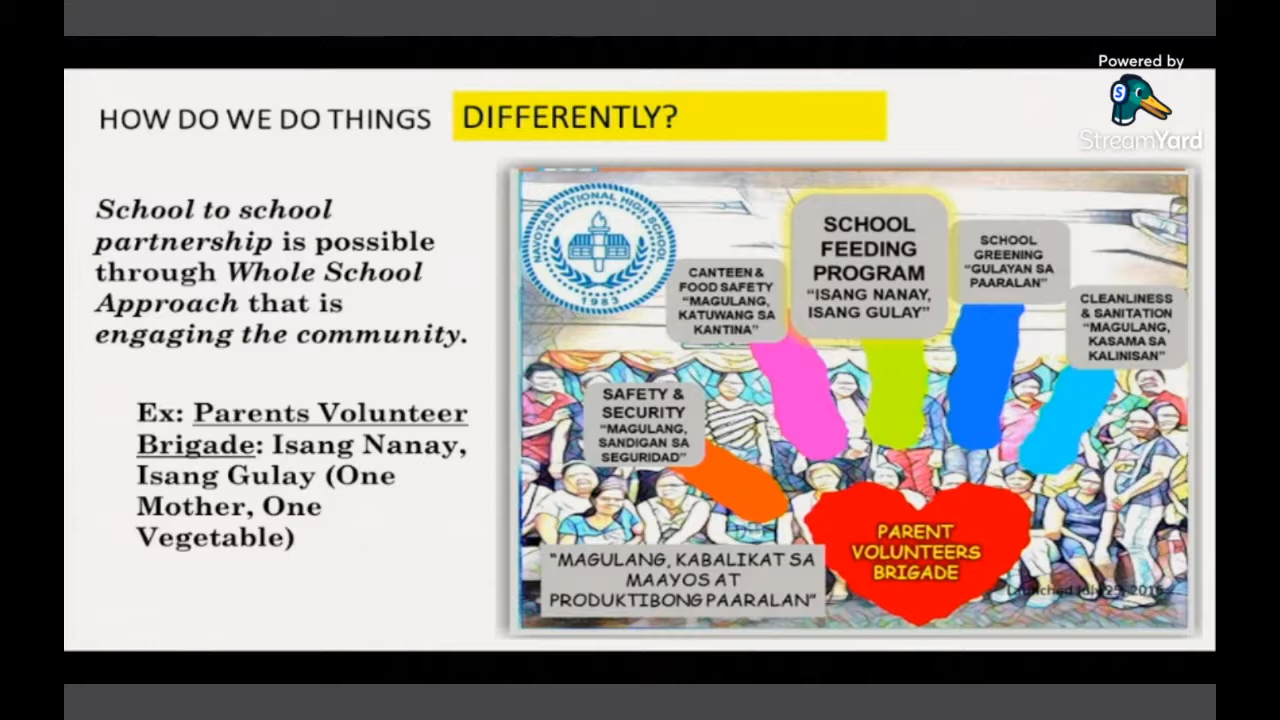 Powered by
StreamYard
HOW DO WE DO THINGS DIFFERENTLY?
School to school
partnership is possible
through Whole School
Approach that is
engaging the community.
Ex: Parents Volunteer
Brigade: Isang Nanay,
Isang Gulay (One
Mother, One
Vegetable)
NAVOTAS NATIONAL HIGH SCHOOL
1983
CANTEEN &
FOOD SAFETY
“MAGULANG,
KATUWANG SA
KANTINA”
SCHOOL
FEEDING
PROGRAM
“ISANG NANAY,
ISANG GULAY”
SCHOOL
GREENING
“GULAYAN SA
PAARALAN”
CLEANLINESS
& SANITATION
“MAGULANG,
KASAMA SA
KALINISAN”
SAFETY &
SECURITY
“MAGULANG,
SANDIGAN SA
SEGURIDAD”
PARENT
VOLUNTEERS
BRIGADE
“MAGULANG, KABALIKAT SA
MAAYOS AT
PRODUKTIBONG PAARALAN”
Launched July